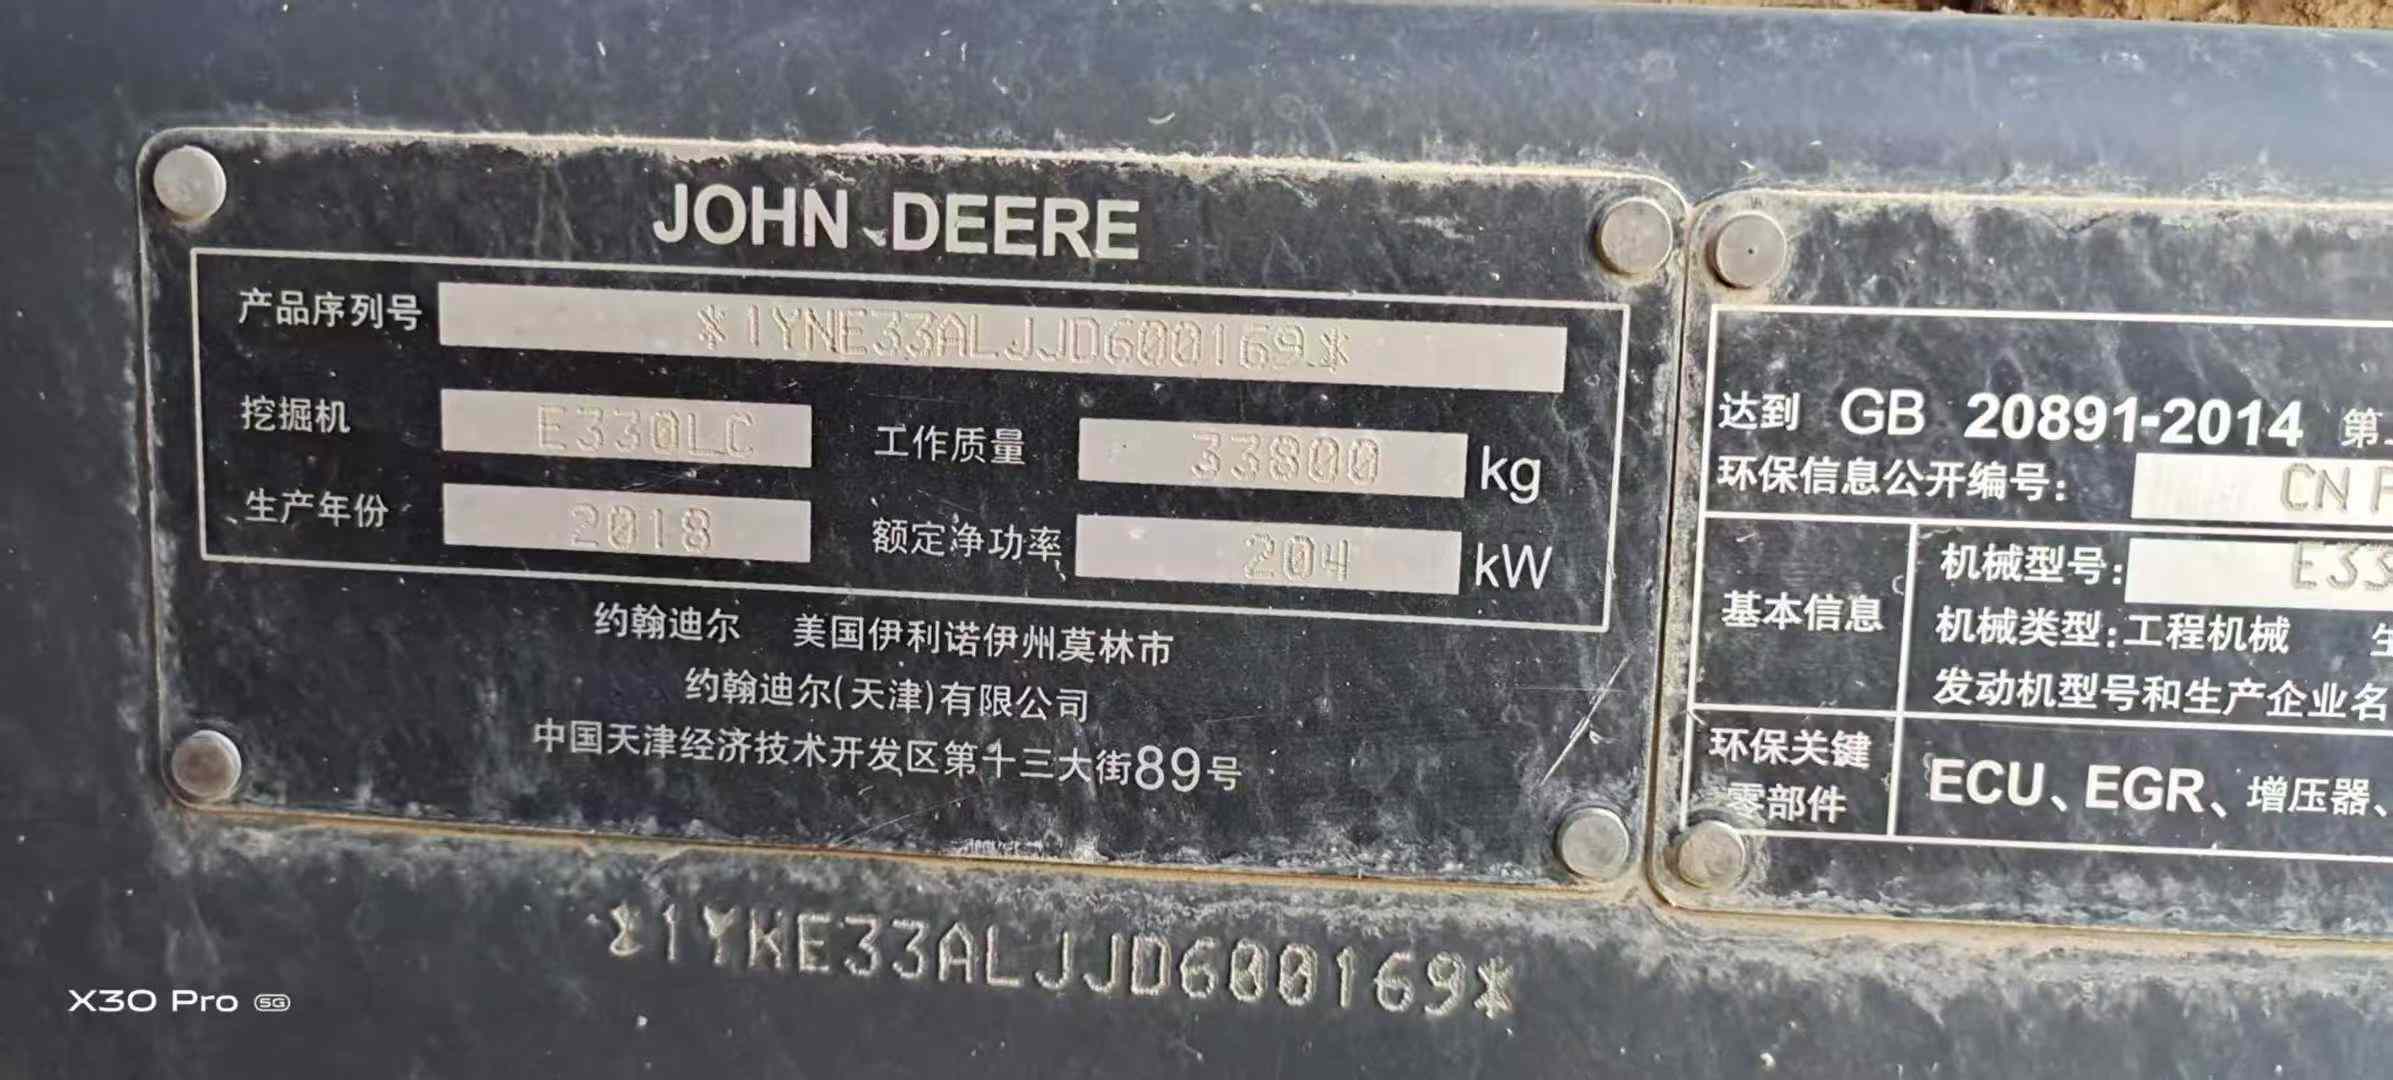 JOHN DEERE
产品序列号 *1YNE33ALJJD600169*
挖掘机 E330LC 工作质量 33800 kg
生产年份 2018 额定净功率 204 kW
约翰迪尔 美国伊利诺伊州莫林市
约翰迪尔(天津)有限公司
中国天津经济技术开发区第十三大街89号
*1YNE33ALJJD600169*
达到 GB 20891-2014 第
环保信息公开编号: CN
基本信息
机械型号: E33
机械类型:工程机械
发动机型号和生产企业名
环保关键
零部件
ECU、EGR、增压器、
X30 Pro 5G